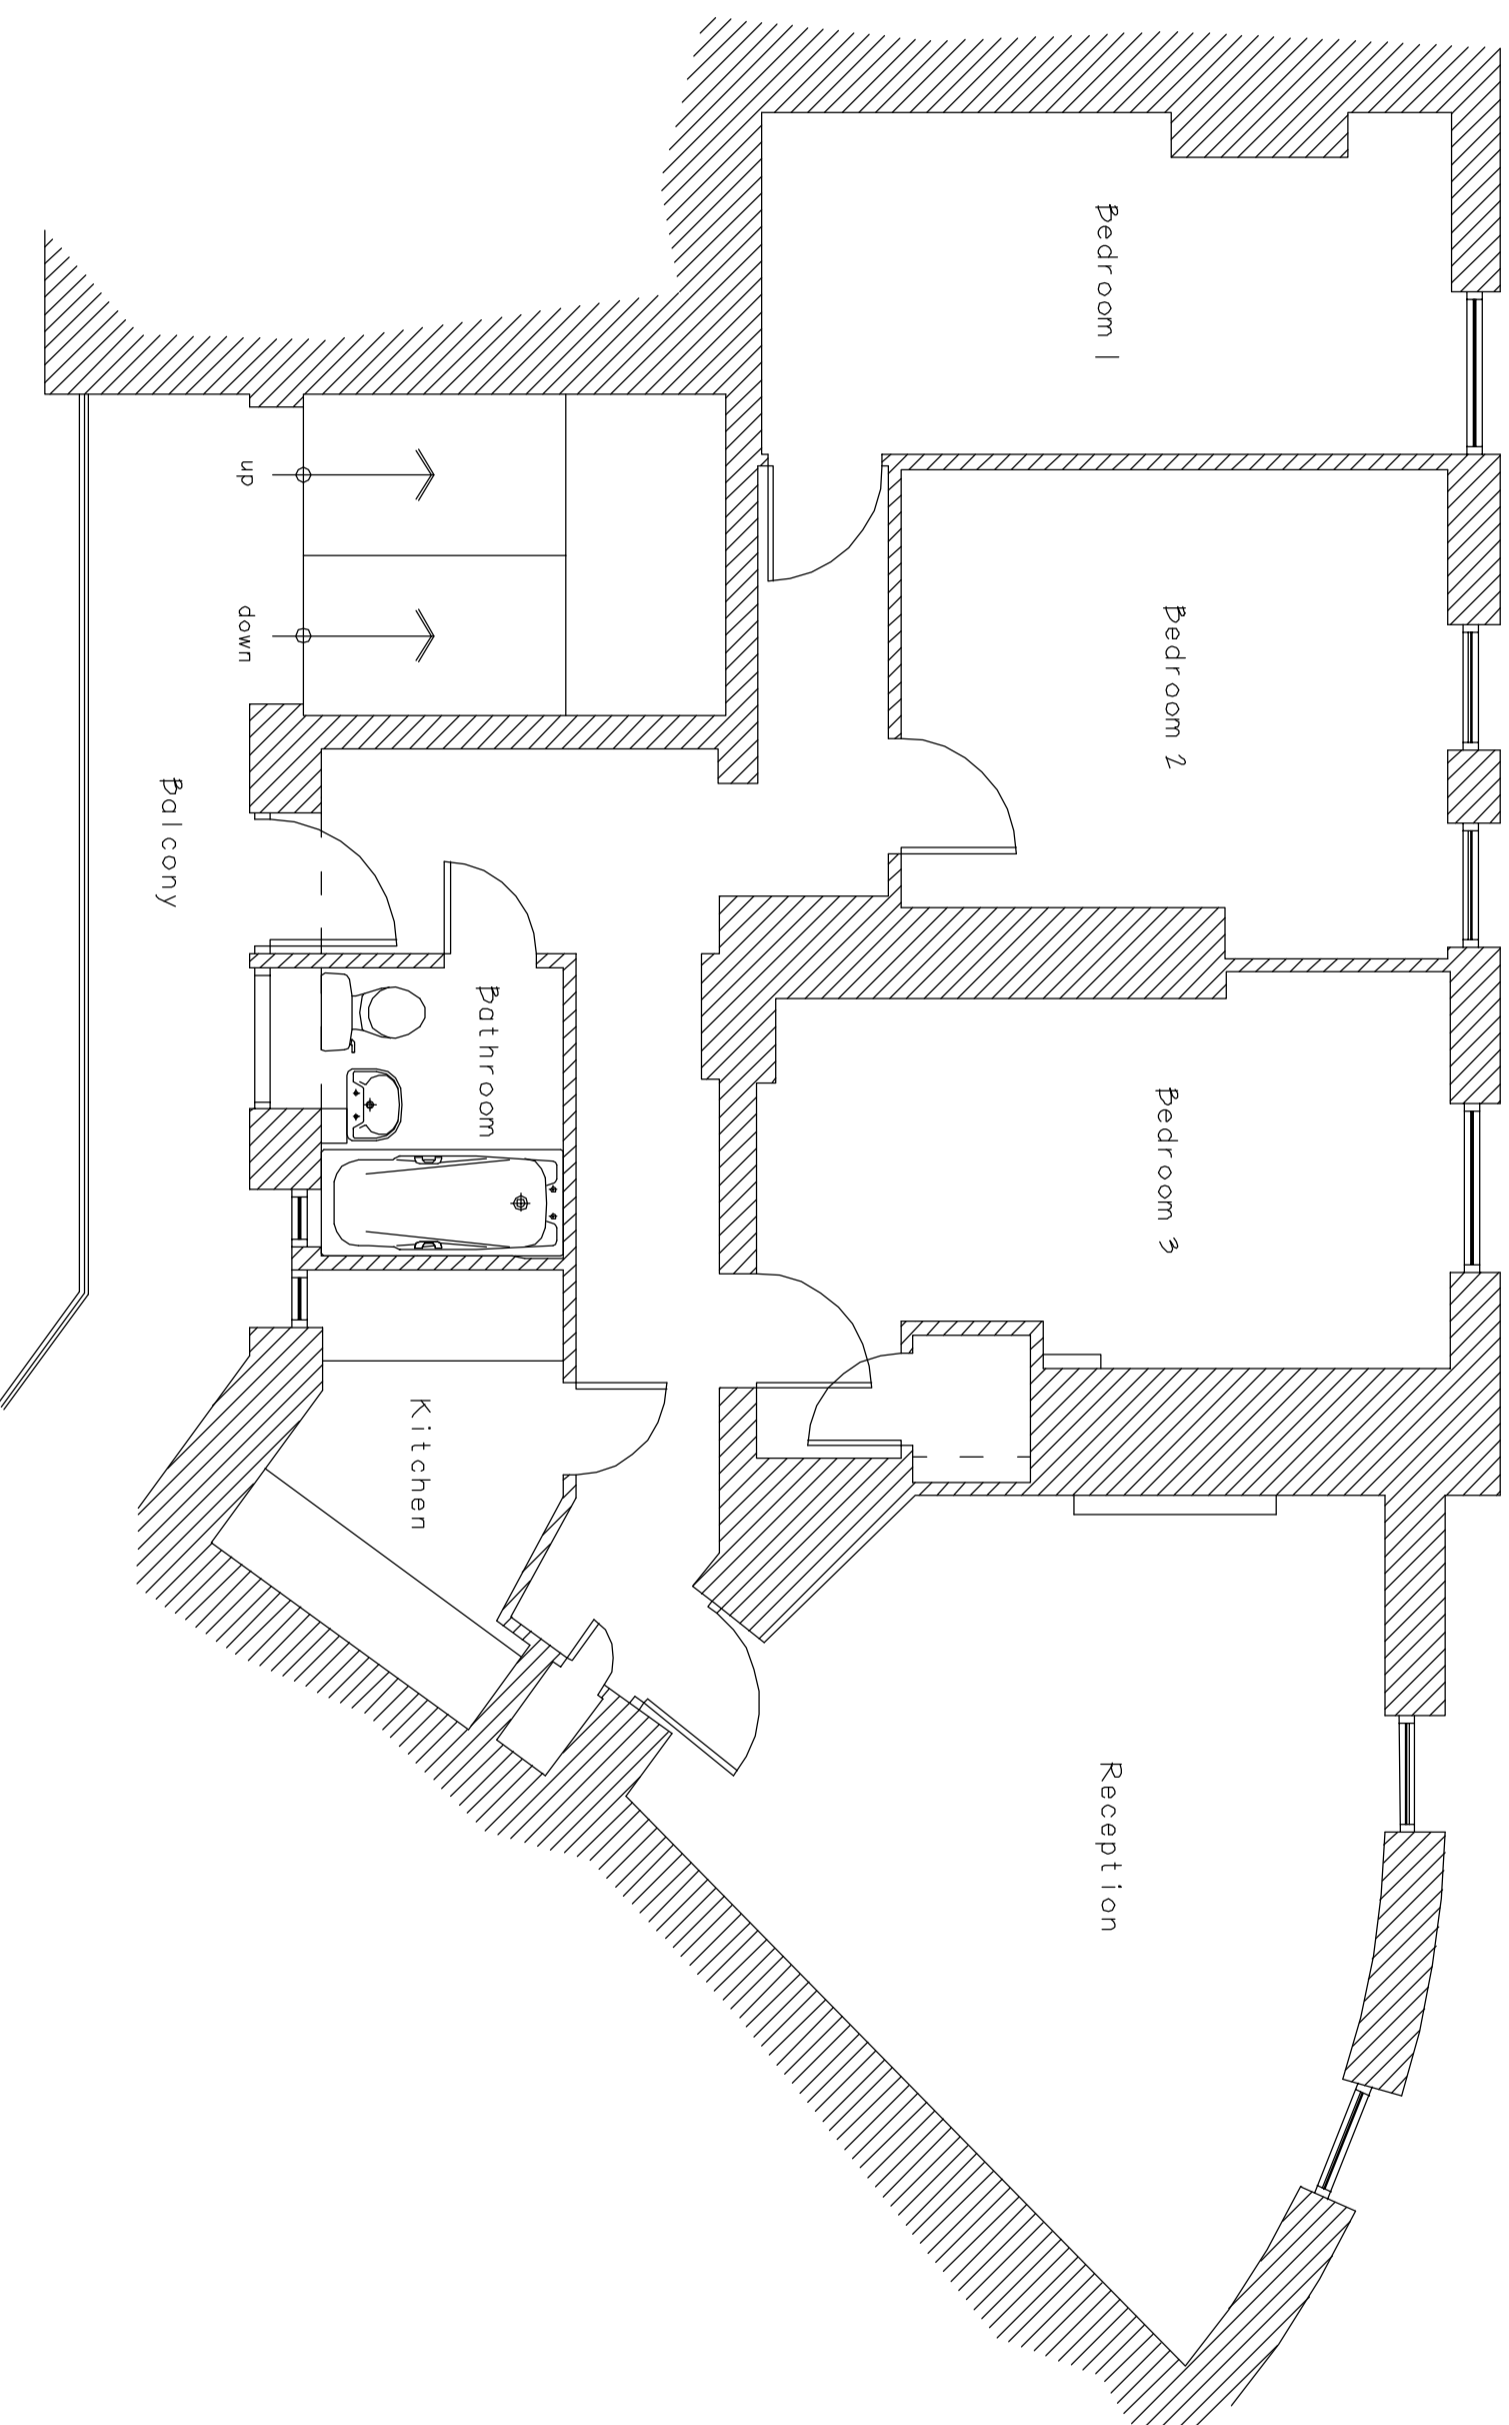 Bedroom 1
Bedroom 2
Bedroom 3
Reception
up
down
Balcony
Bathroom
Kitchen